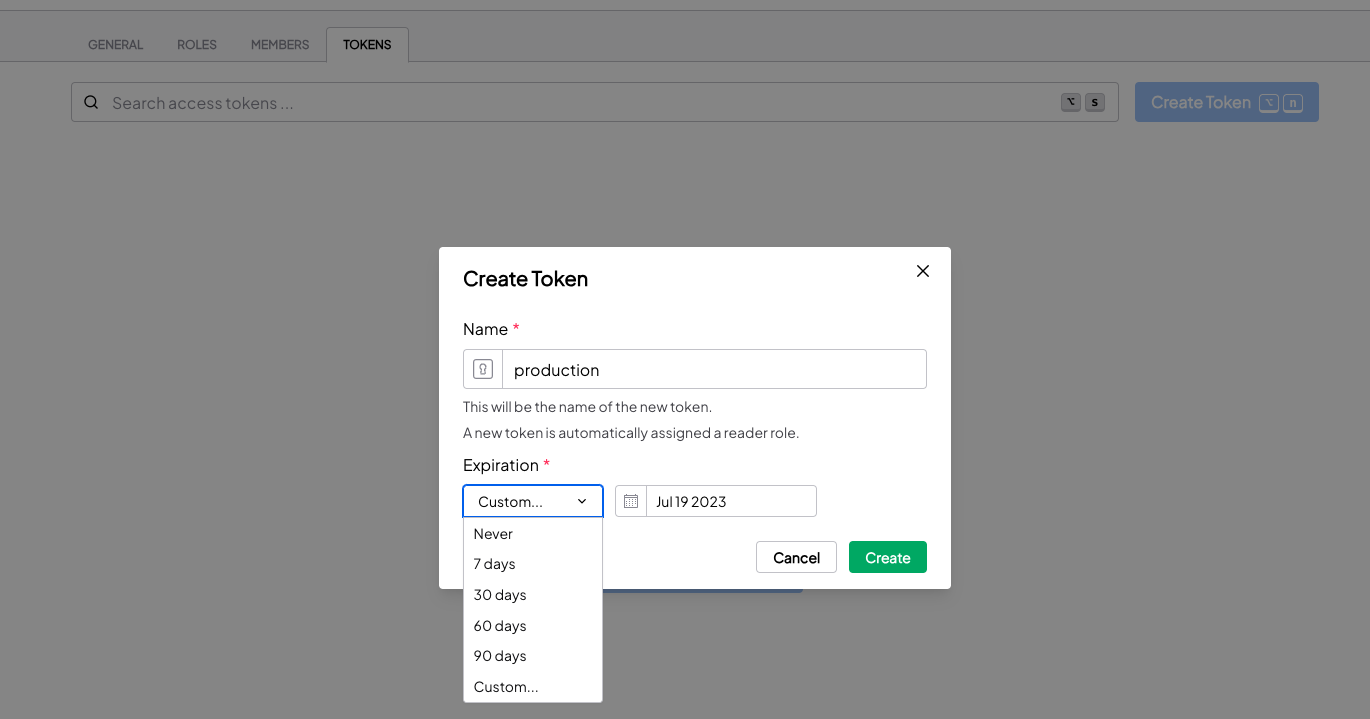 GENERAL ROLES MEMBERS TOKENS
Search access tokens ... ⌥ S Create Token ⌥ n
Create Token
Name *
production
This will be the name of the new token.
A new token is automatically assigned a reader role.
Expiration *
Custom... Jul 19 2023
Never
7 days
Cancel Create
30 days
60 days
90 days
Custom...